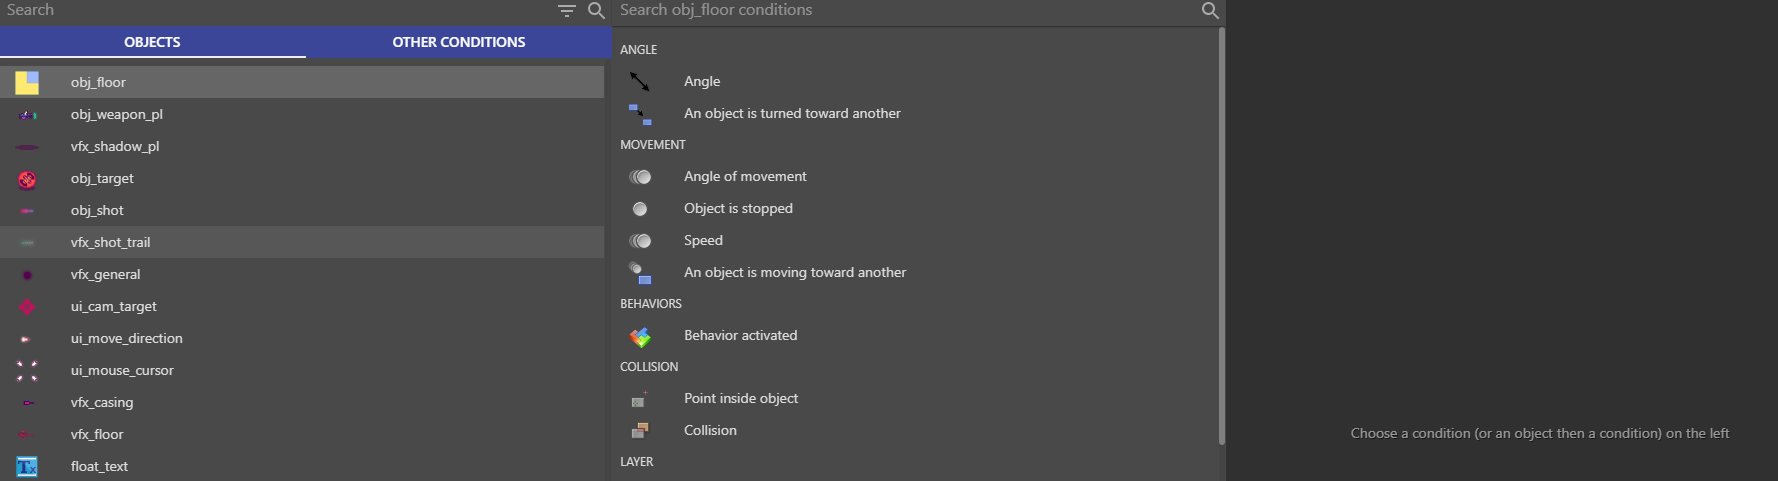 Search
OBJECTS
OTHER CONDITIONS
obj_floor
obj_weapon_pl
vfx_shadow_pl
obj_target
obj_shot
vfx_shot_trail
vfx_general
ui_cam_target
ui_move_direction
ui_mouse_cursor
vfx_casing
vfx_floor
Tx
float_text
Search obj_floor conditions
ANGLE
Angle
An object is turned toward another
MOVEMENT
Angle of movement
Object is stopped
Speed
An object is moving toward another
BEHAVIORS
Behavior activated
COLLISION
Point inside object
Collision
LAYER
Choose a condition (or an object then a condition) on the left